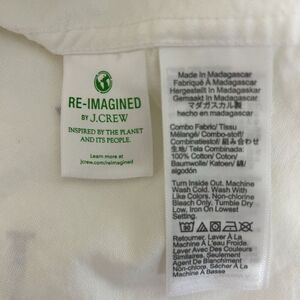 RE-IMAGINED
BY J.CREW
INSPIRED BY THE PLANET
AND ITS PEOPLE.
Learn more at
jcrew.com/reimagined
Made In Madagascar
Fabriqué À Madagascar
Hergestellt In Madagaskar
Gemaakt In Madagaskar
マダガスカル製
hecho en madagascar
Combo Fabric/ Tissu
Mélangé/ Combo-stoff/
Combinatiestof/ 組み合わせ
生地/ Tela Combinacts
100% Cotton/ Coton/
Baumwolle/ Katoen/ 綿/
algodón
Turn Inside Out. Machine
Wash Cold. Wash With
Like Colors. Non-chlorine
Bleach Only. Tumble Dry
Low. Iron On Lowest
Setting.
Retourner. Laver À La
Machine À L'eau Froide.
Laver Avec Des Couleurs
Similaires. Seulement
Agent De Blanchiment
Non-chloré. Sécher À La
Machine À Basse